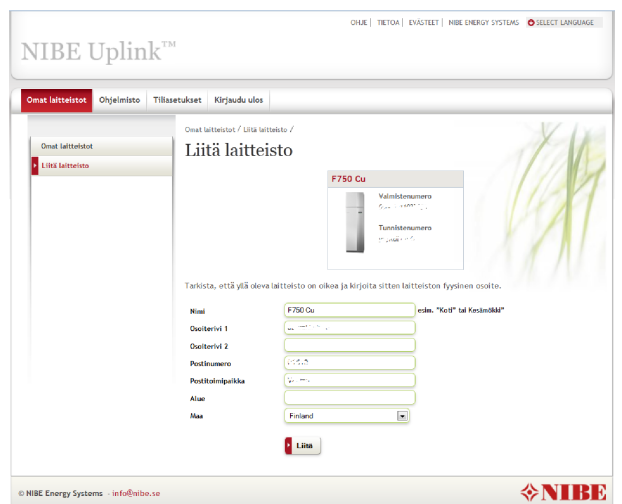 OHJE | TIETOA | EVÄSTEET | NIBE ENERGY SYSTEMS SELECT LANGUAGE
NIBE Uplink™
Omat laitteistot Ohjelmisto Tiliasetukset Kirjaudu ulos
Omat laitteistot / Liitä laitteisto /
Omat laitteistot
Liitä laitteisto
Liitä laitteisto
F750 Cu
Valmistenumero
Tunnistenumero
Tarkista, että yllä oleva laitteisto on oikea ja kirjoita sitten laitteiston fyysinen osoite.
Nimi F750 Cu esim. "Koti" tai Kesämökki"
Osoiterivi 1
Osoiterivi 2
Postinumero
Postitoimipaikka
Alue
Maa Finland
Liitä
© NIBE Energy Systems - info@nibe.se
NIBE